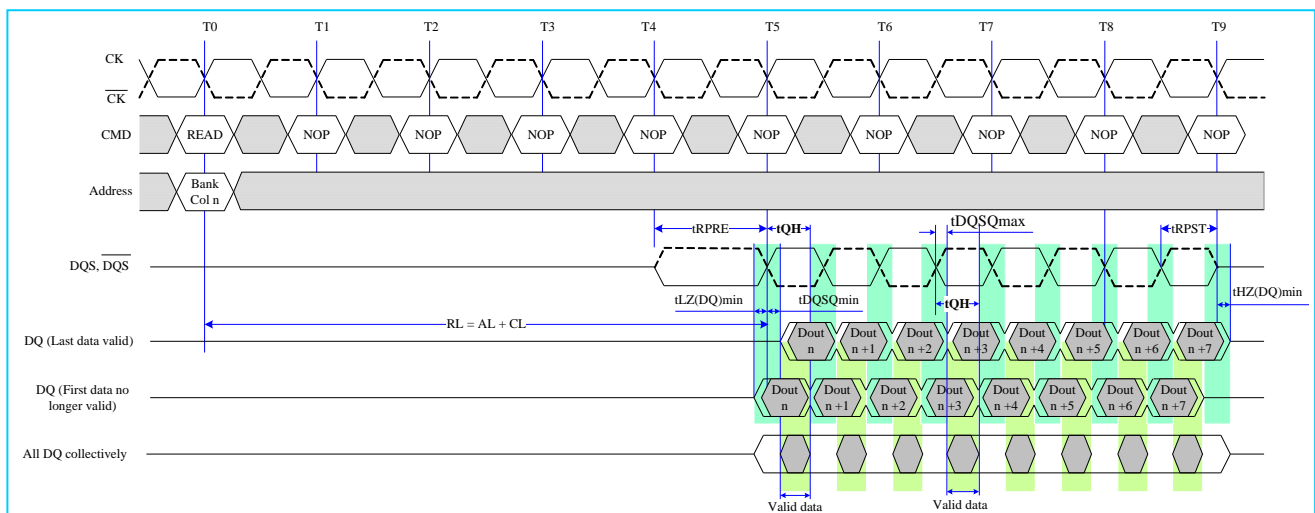 T0 T1 T2 T3 T4 T5 T6 T7 T8 T9
CK
CK
CMD READ NOP NOP NOP NOP NOP NOP NOP NOP NOP
Address Bank
Col n
tRPRE tQH tDQSQmax tRPST
DQS, DQS
tLZ(DQ)min tDQSQmin tQH tHZ(DQ)min
RL = AL + CL
DQ (Last data valid) Dout Dout Dout Dout Dout Dout Dout Dout
n n +1 n +2 n +3 n +4 n +5 n +6 n +7
DQ (First data no
longer valid)
Dout Dout Dout Dout Dout Dout Dout Dout
n n +1 n +2 n +3 n +4 n +5 n +6 n +7
All DQ collectively
Valid data Valid data